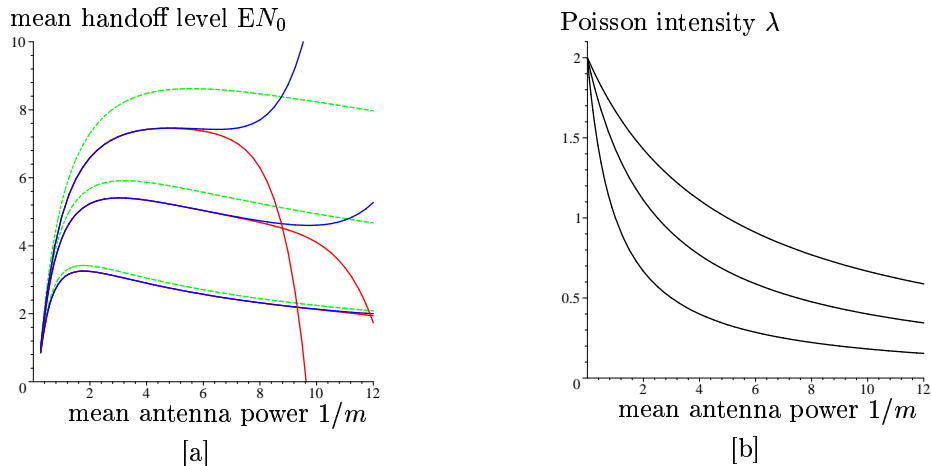 mean handoff level EN₀
10
8
6
4
2
0
2 4 6 8 10 12
mean antenna power 1/m
[a]
Poisson intensity λ
2
1.5
1
0.5
0
2 4 6 8 10 12
mean antenna power 1/m
[b]